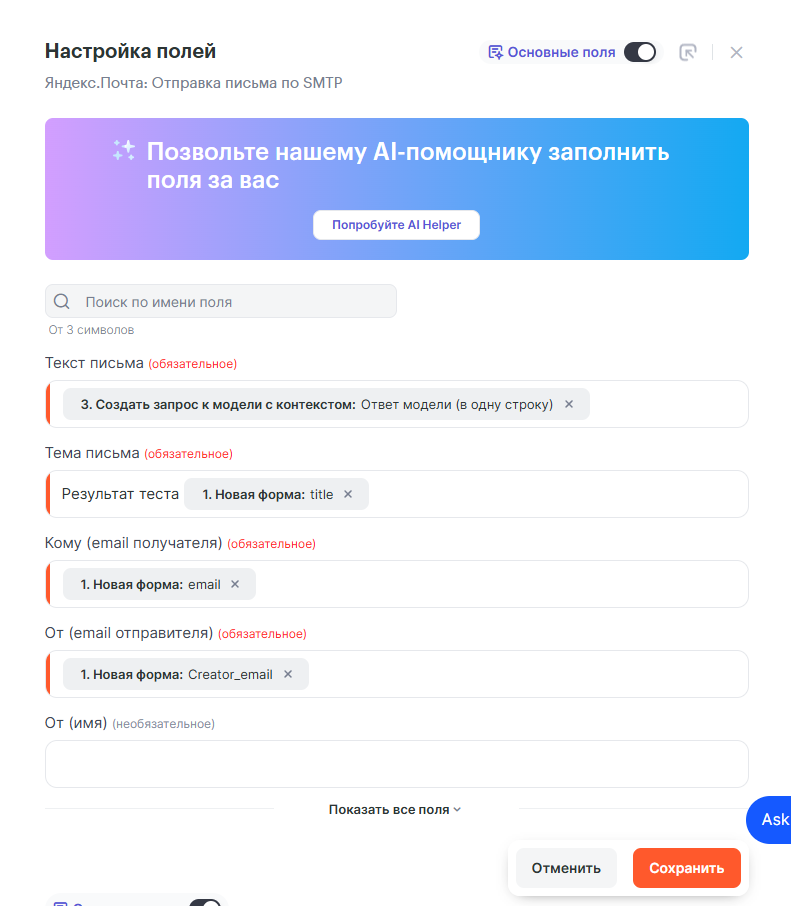 Настройка полей
Основные поля
Яндекс.Почта: Отправка письма по SMTP
Позвольте нашему AI-помощнику заполнить
поля за вас
Попробуйте AI Helper
Поиск по имени поля
От 3 символов
Текст письма (обязательное)
3. Создать запрос к модели с контекстом: Ответ модели (в одну строку) ×
Тема письма (обязательное)
Результат теста 1. Новая форма: title ×
Кому (email получателя) (обязательное)
1. Новая форма: email ×
От (email отправителя) (обязательное)
1. Новая форма: Creator_email ×
От (имя) (необязательное)
Показать все поля
Ask
Отменить
Сохранить